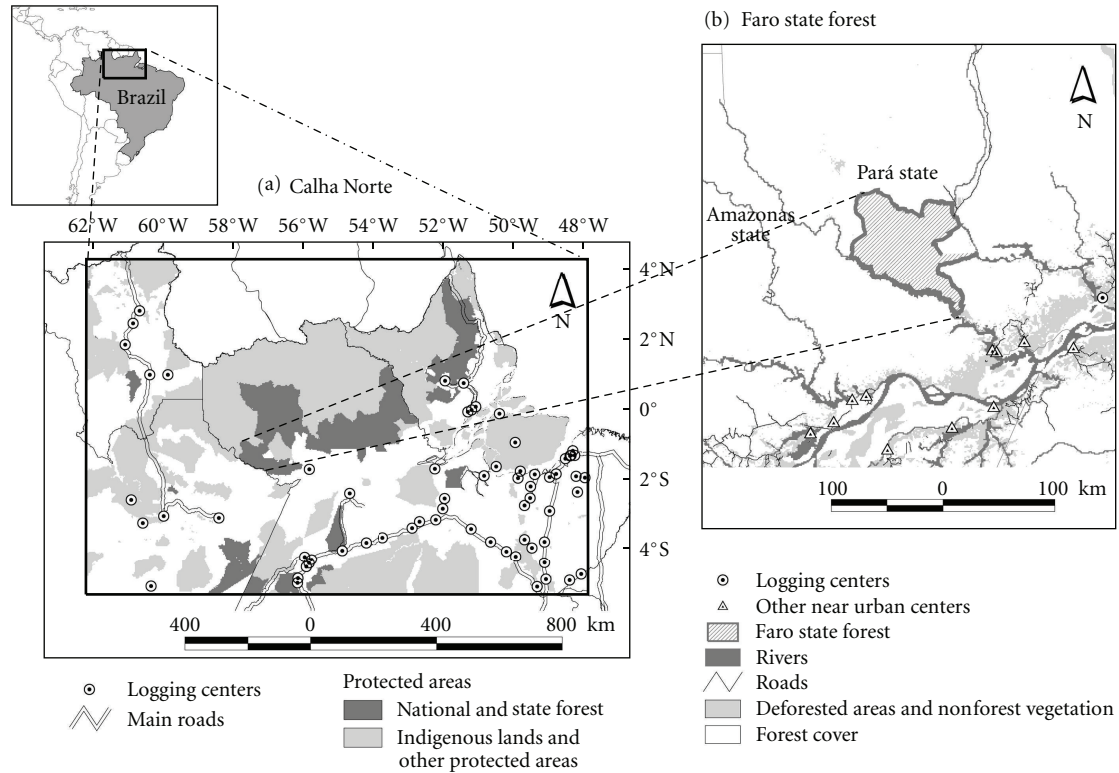 Brazil
(a) Calha Norte
62°W 60°W 58°W 56°W 54°W 52°W 50°W 48°W
4°N
2°N
0°
2°S
4°S
N
400 0 400 800 km
Logging centers
Main roads
Protected areas
National and state forest
Indigenous lands and
other protected areas
(b) Faro state forest
N
Pará state
Amazonas
state
100 0 100 km
Logging centers
Other near urban centers
Faro state forest
Rivers
Roads
Deforested areas and nonforest vegetation
Forest cover